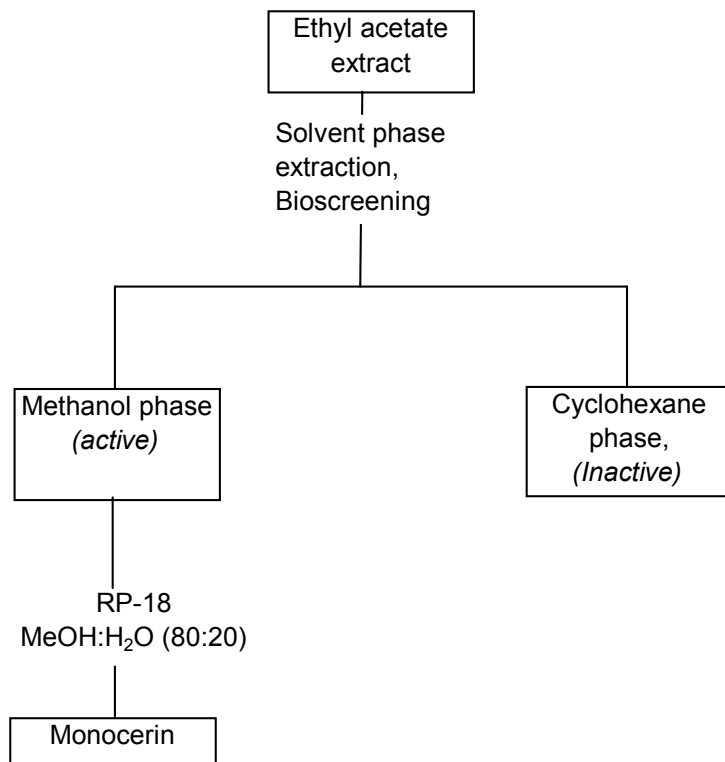 Ethyl acetate
extract
Solvent phase
extraction,
Bioscreening
Methanol phase
(active)
Cyclohexane
phase,
(Inactive)
RP-18
MeOH:H₂O (80:20)
Monocerin